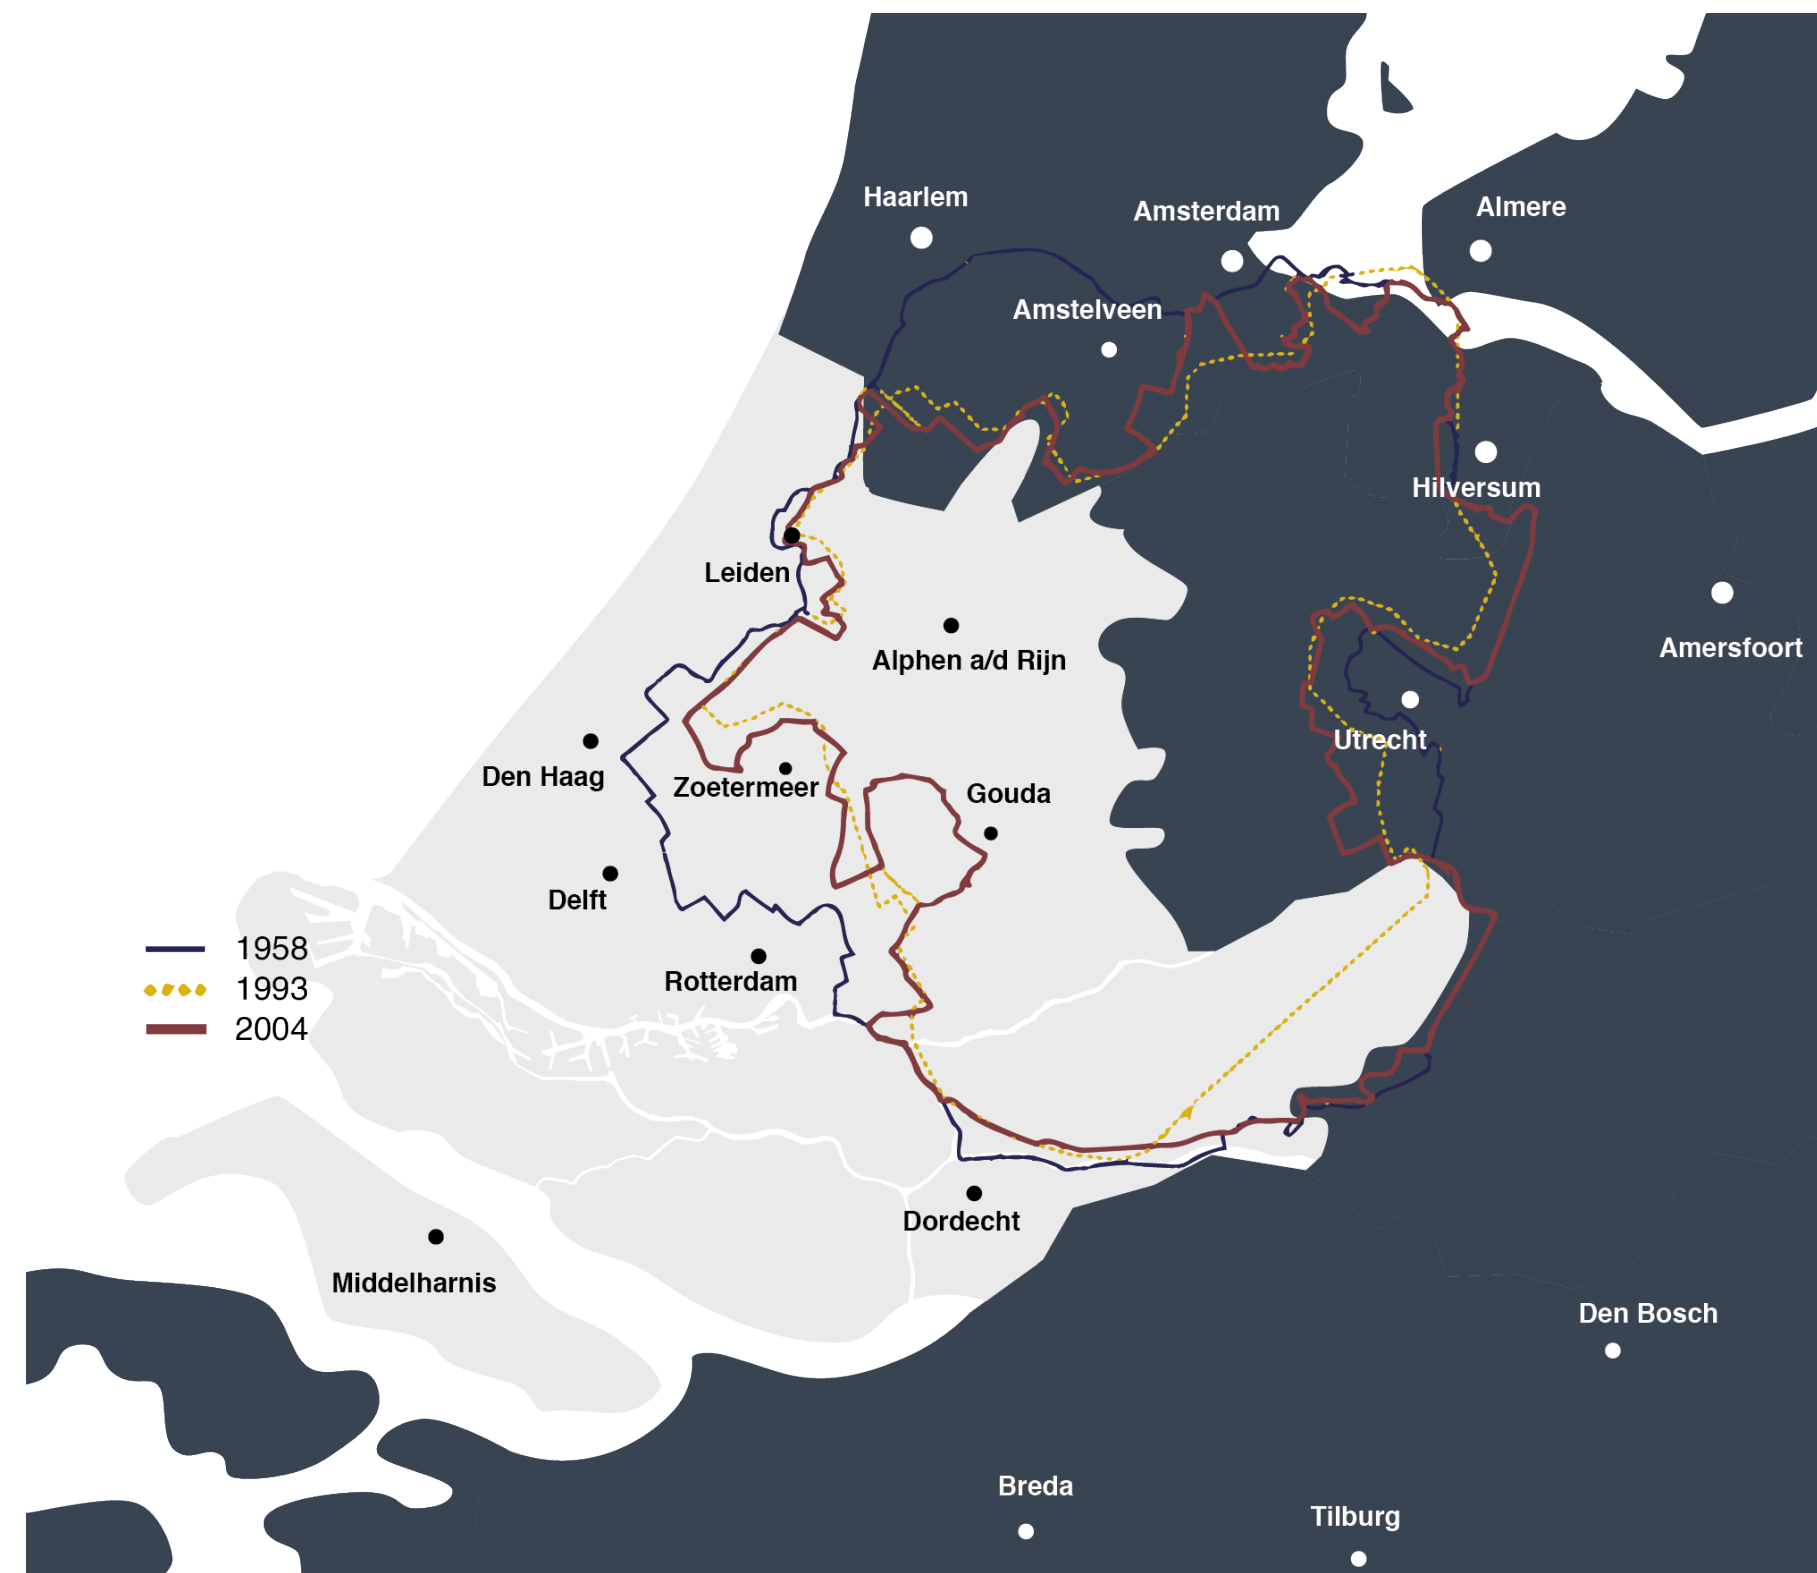 Haarlem
Amsterdam
Almere
Amstelveen
Hilversum
Leiden
Alphen a/d Rijn
Amersfoort
Utrecht
Den Haag
Zoetermeer
Gouda
Delft
1958
Rotterdam
1993
2004
Dordecht
Middelharnis
Den Bosch
Breda
Tilburg